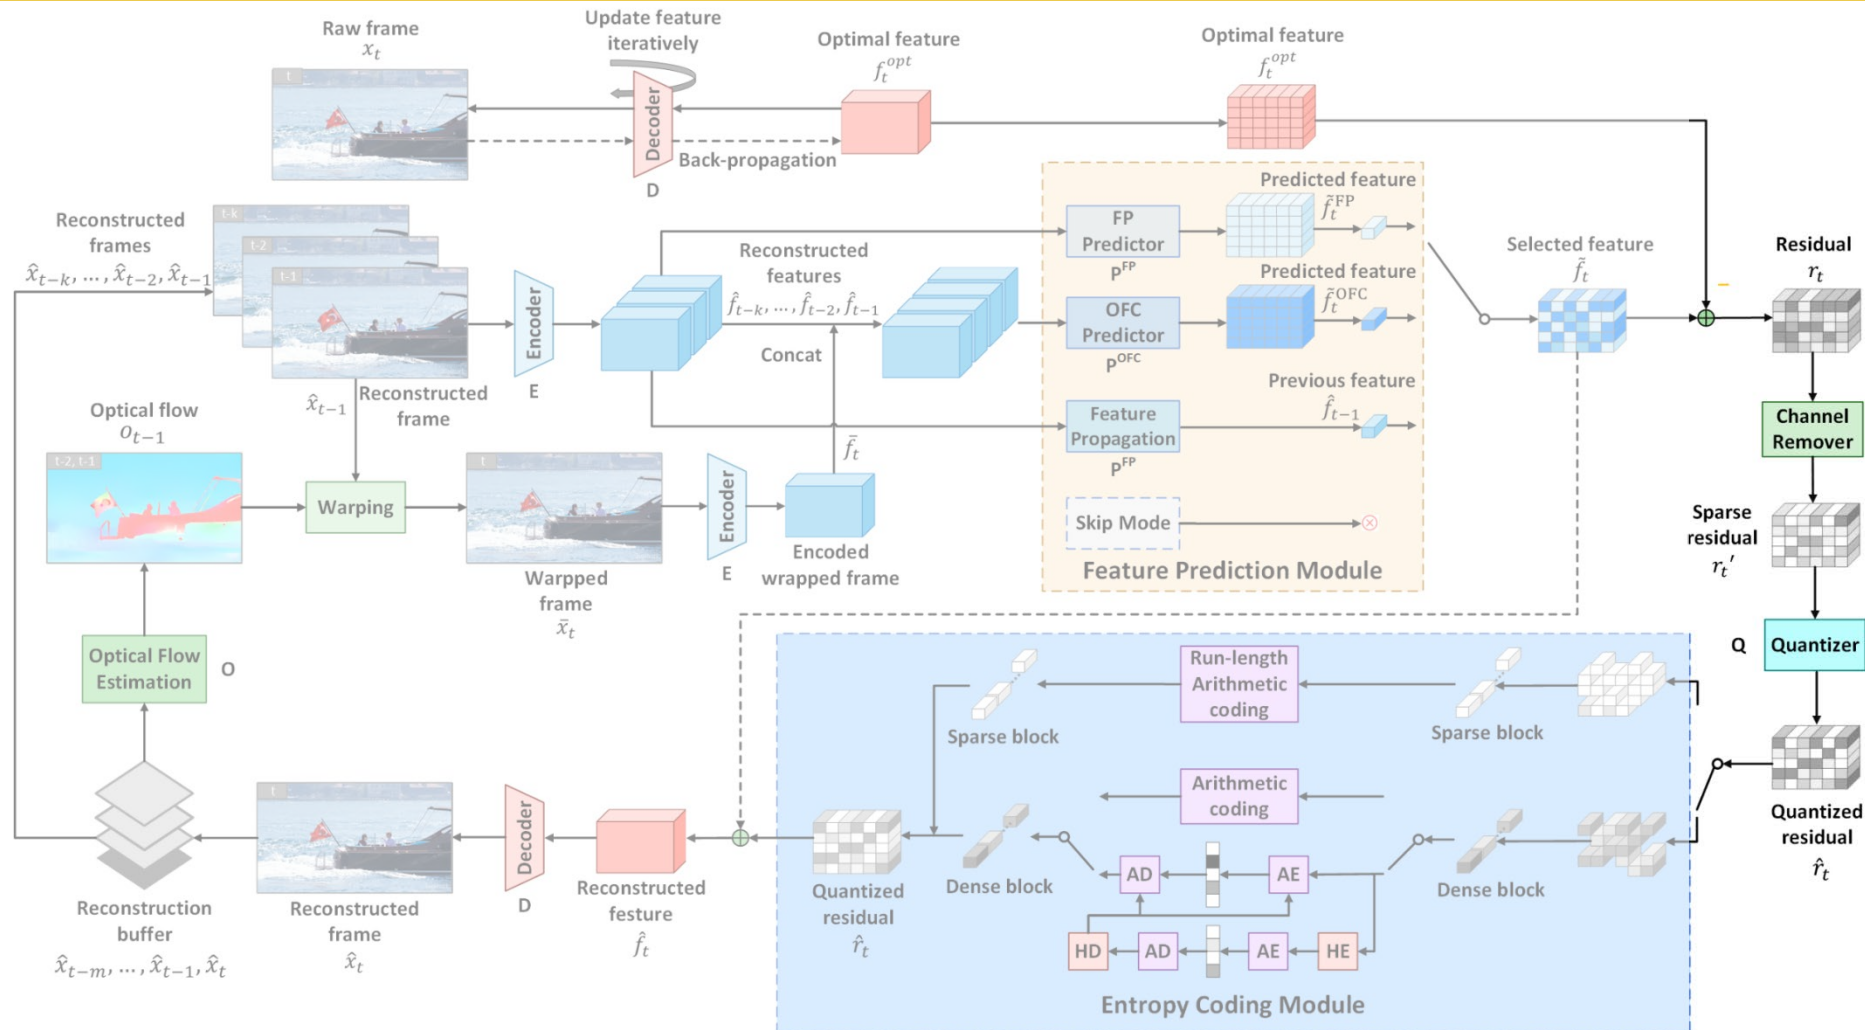 Raw frame
x_t
t
Update feature
iteratively
Decoder
D
Back-propagation
Optimal feature
f_t^{opt}
Optimal feature
f_t^{opt}
Reconstructed
frames
x̂_{t-k}, ..., x̂_{t-2}, x̂_{t-1}
t-k
t-2
t-1
Reconstructed
frame
x̂_{t-1}
Encoder
E
Reconstructed
features
f̂_{t-k}, ..., f̂_{t-2}, f̂_{t-1}
Concat
FP
Predictor
P^{FP}
Predicted feature
f̃_t^{FP}
OFC
Predictor
P^{OFC}
Predicted feature
f̃_t^{OFC}
Feature
Propagation
P^{FP}
Previous feature
f̂_{t-1}
Skip Mode
Feature Prediction Module
Selected feature
f̃_t
−
Residual
r_t
Channel
Remover
Sparse
residual
r_t′
Q
Quantizer
Quantized
residual
r̂_t
Optical flow
O_{t-1}
t-2, t-1
Warping
t
Warpped
frame
x̄_t
Encoder
E
f̄_t
Encoded
wrapped frame
Optical Flow
Estimation
O
Reconstruction
buffer
x̂_{t-m}, ..., x̂_{t-1}, x̂_t
t
Reconstructed
frame
x̂_t
Decoder
D
Reconstructed
festure
f̂_t
Quantized
residual
r̂_t
Sparse block
Run-length
Arithmetic
coding
Sparse block
Arithmetic
coding
Dense block
AD
AE
Dense block
HD
AD
AE
HE
Entropy Coding Module